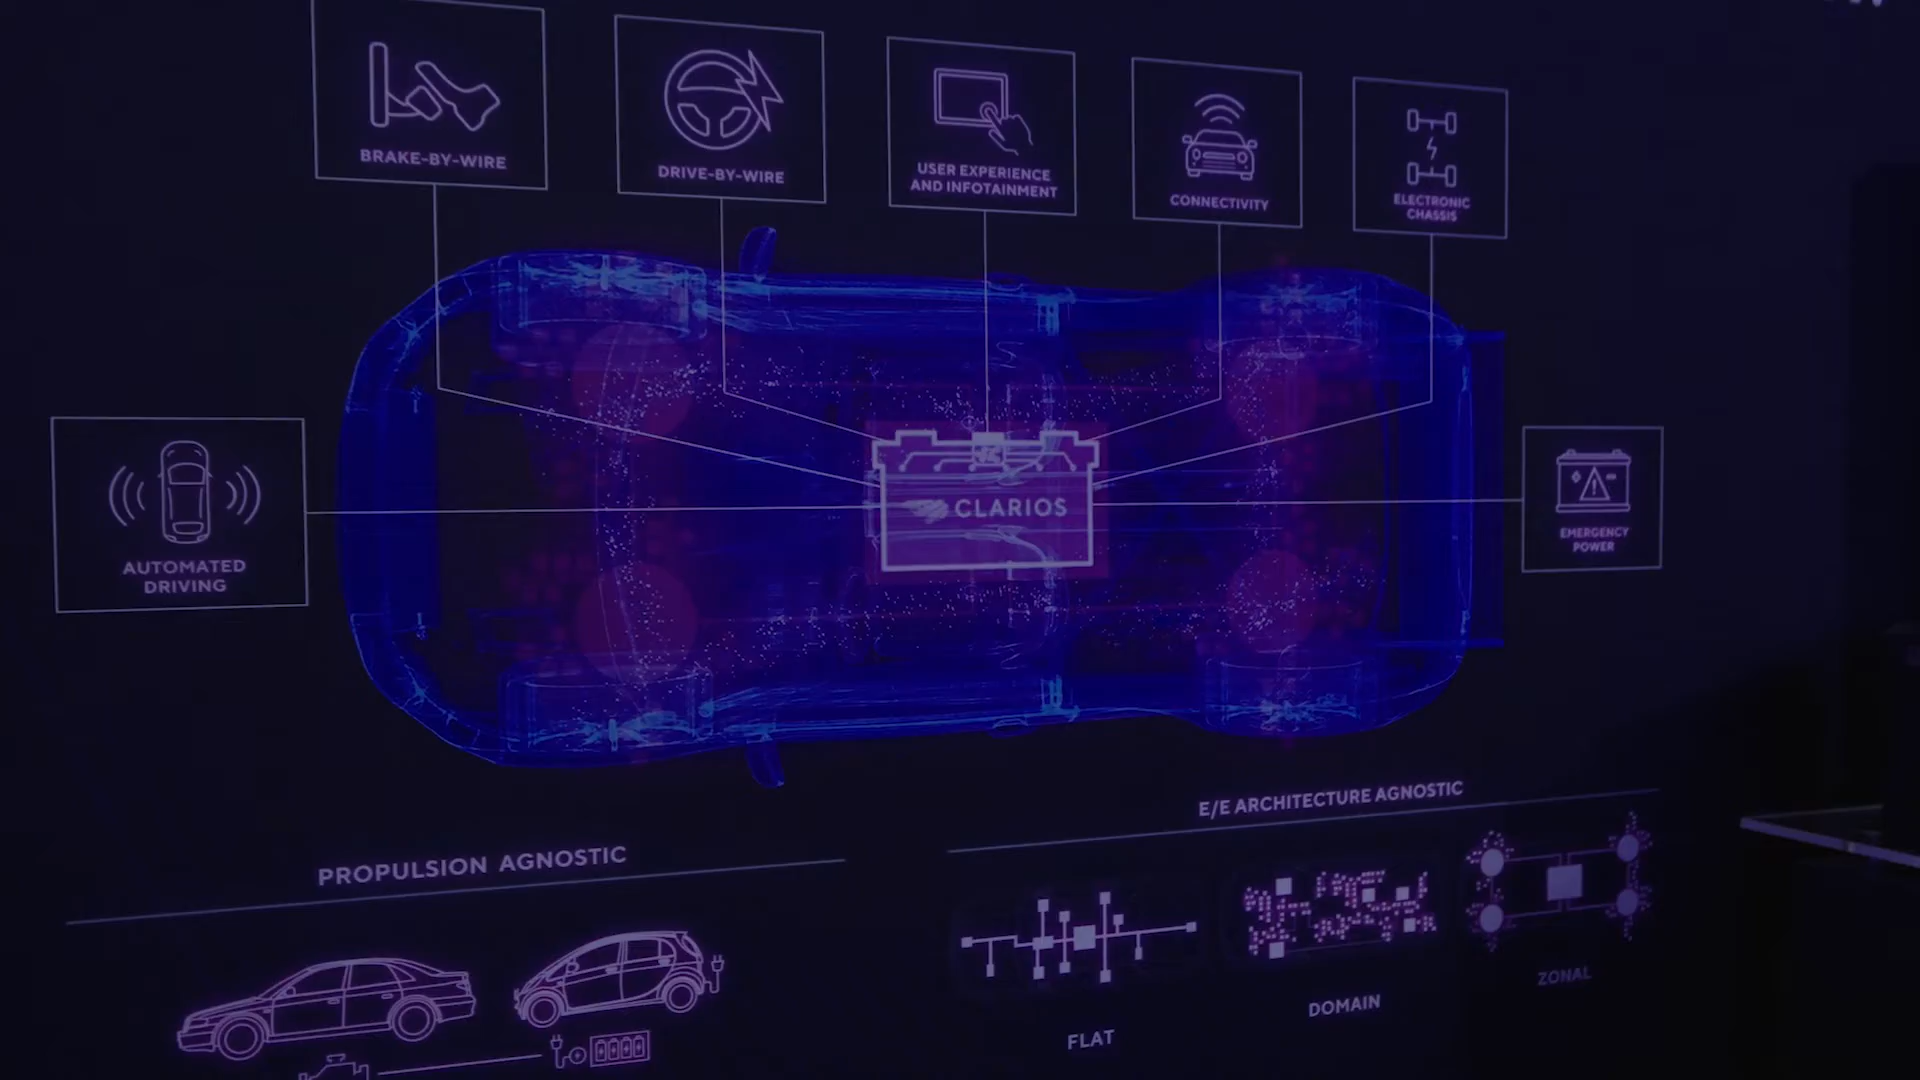 BRAKE-BY-WIRE
DRIVE-BY-WIRE
USER EXPERIENCE
AND INFOTAINMENT
CONNECTIVITY
ELECTRONIC
CHASSIS
AUTOMATED
DRIVING
CLARIOS
EMERGENCY
POWER
PROPULSION AGNOSTIC
E/E ARCHITECTURE AGNOSTIC
FLAT
DOMAIN
ZONAL